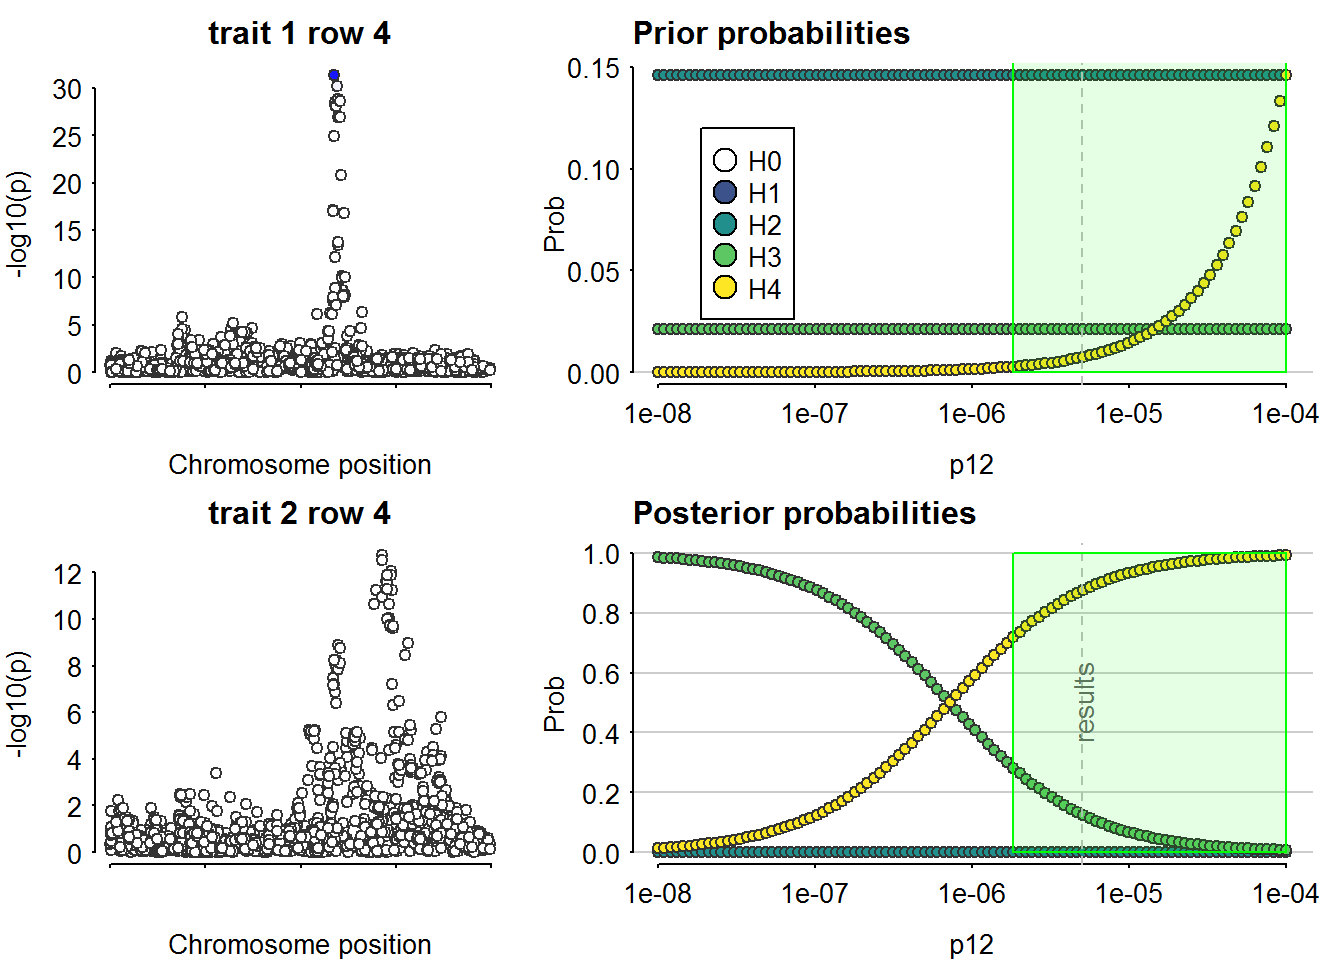 trait 1 row 4
-log10(p)
30
25
20
15
10
5
0
Chromosome position
Prior probabilities
Prob
0.15
0.10
0.05
0.00
H0
H1
H2
H3
H4
1e-08 1e-07 1e-06 1e-05 1e-04
p12
trait 2 row 4
-log10(p)
12
10
8
6
4
2
0
Chromosome position
Posterior probabilities
Prob
1.0
0.8
0.6
0.4
0.2
0.0
results
1e-08 1e-07 1e-06 1e-05 1e-04
p12